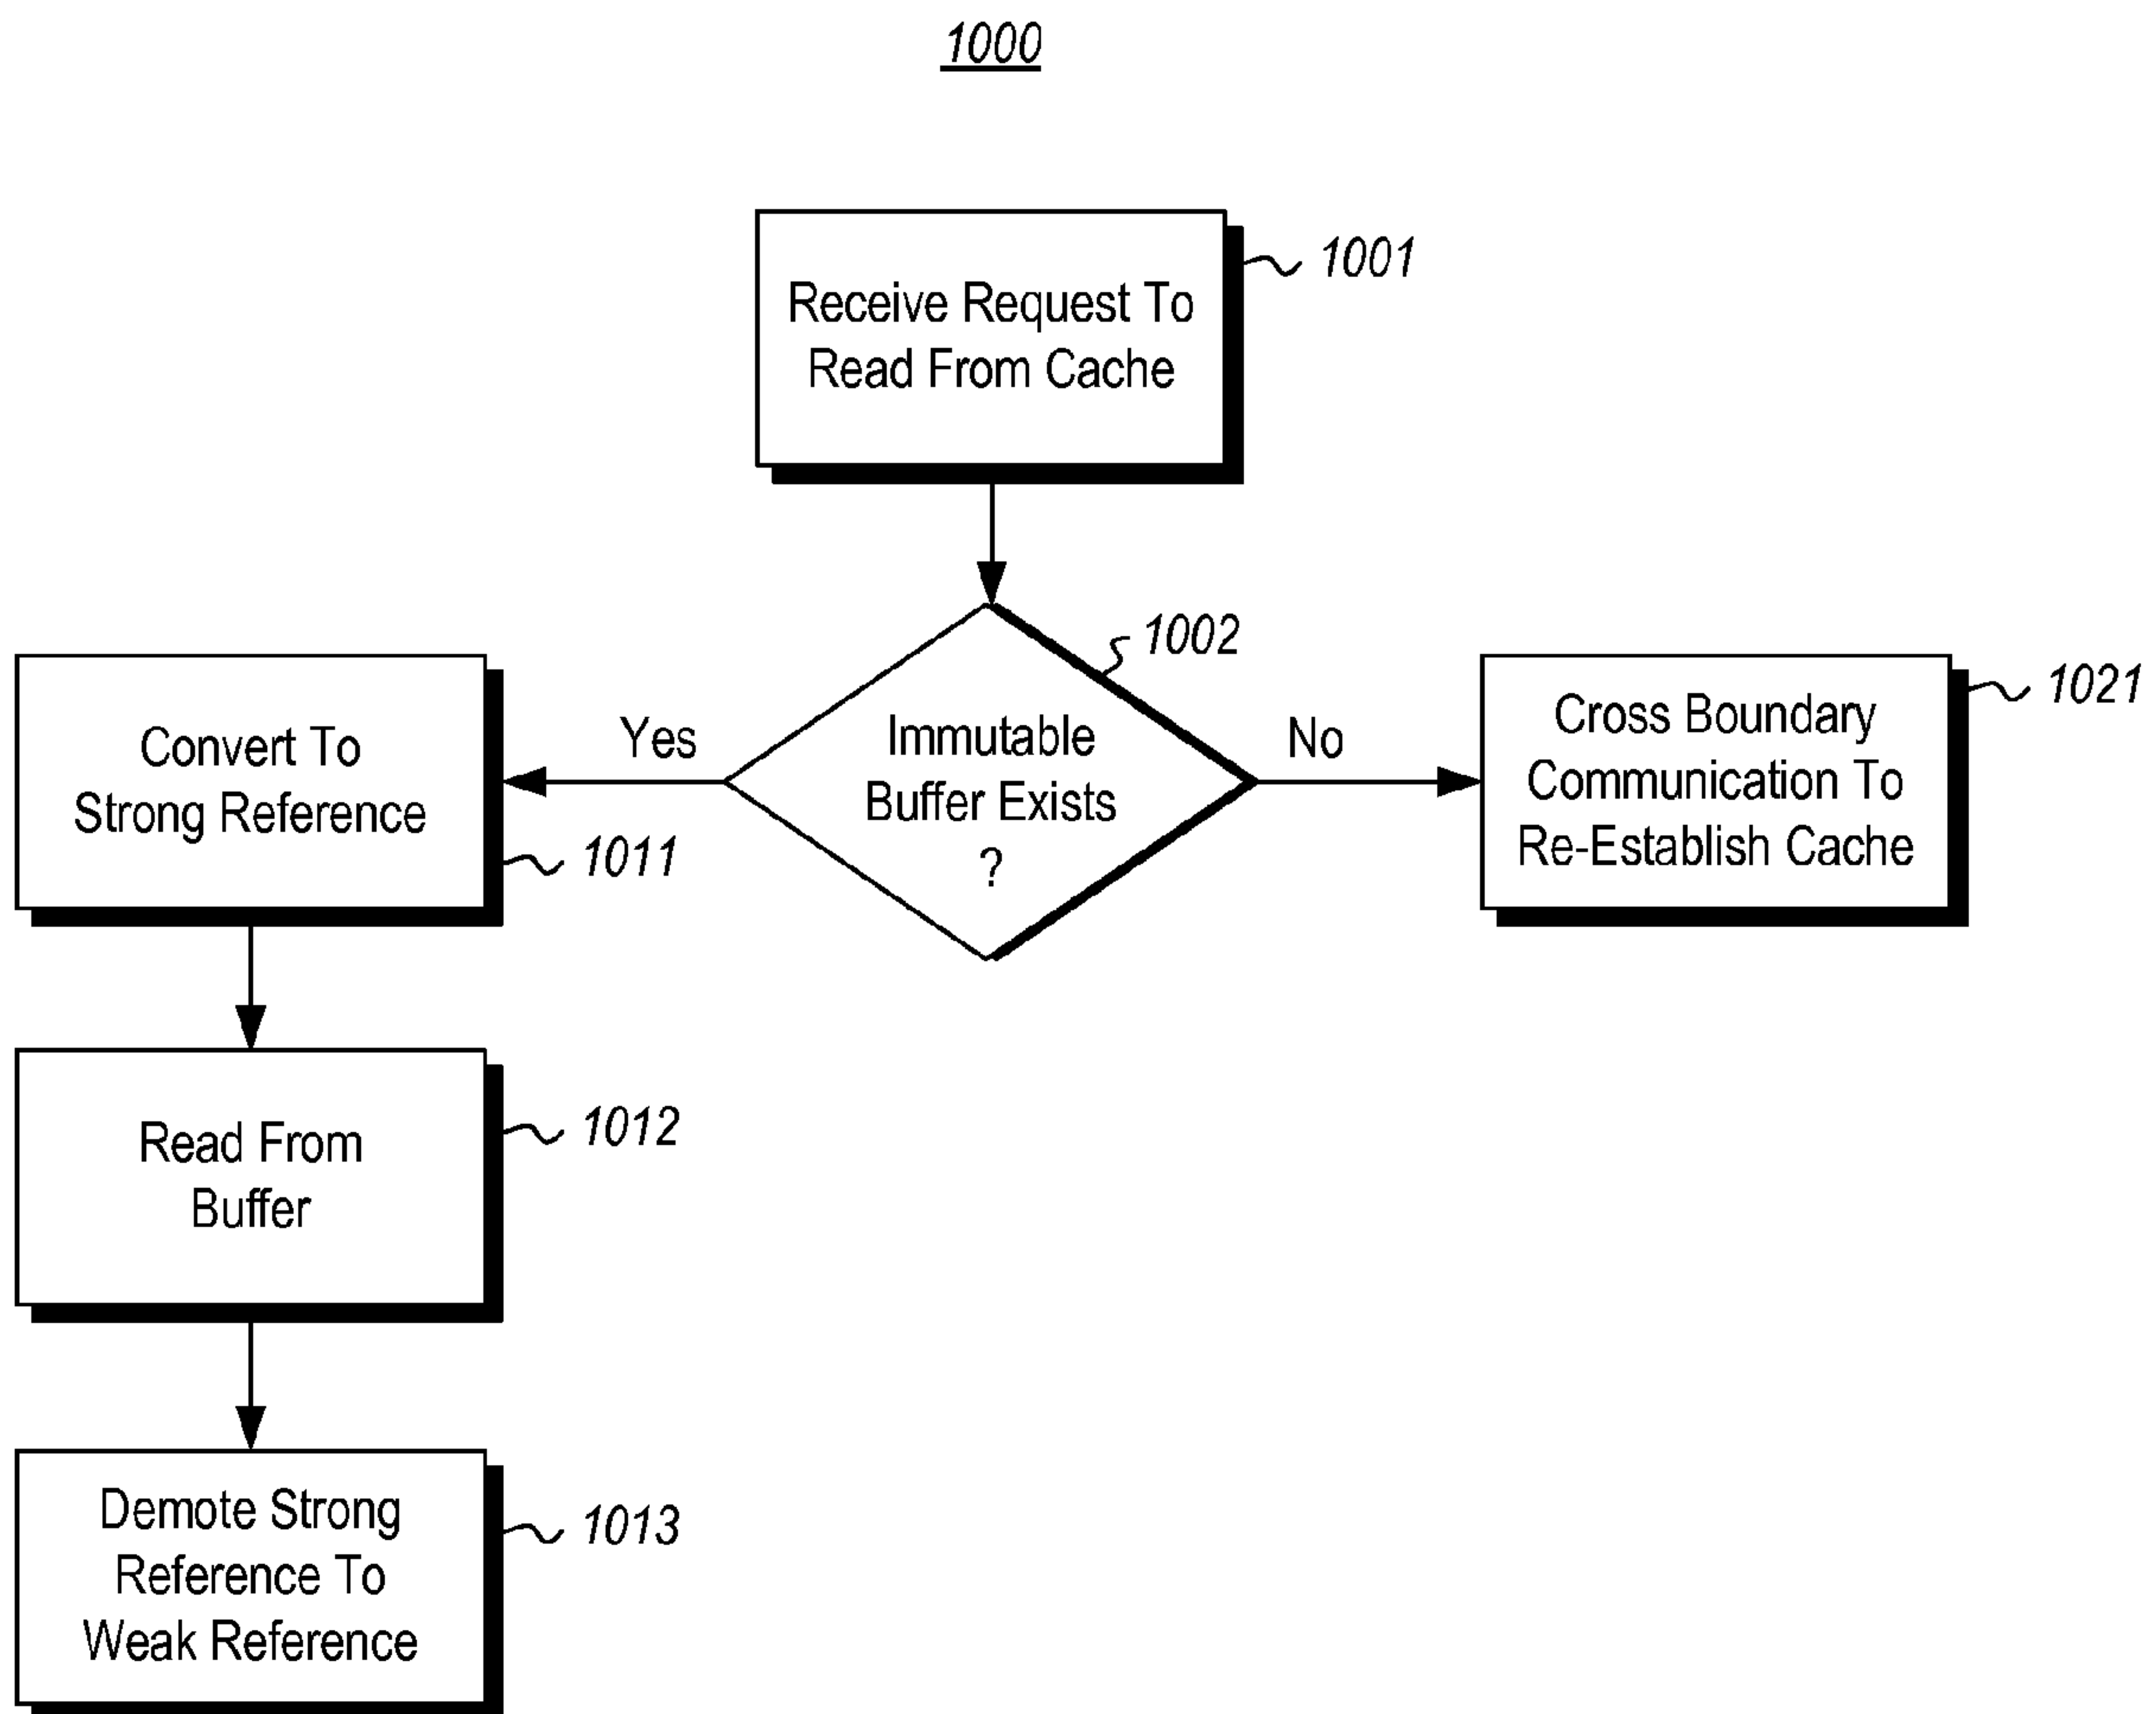 1000
Receive Request To
Read From Cache
1001
1002
Immutable
Buffer Exists
?
Yes
No
Convert To
Strong Reference
1011
Cross Boundary
Communication To
Re-Establish Cache
1021
Read From
Buffer
1012
Demote Strong
Reference To
Weak Reference
1013